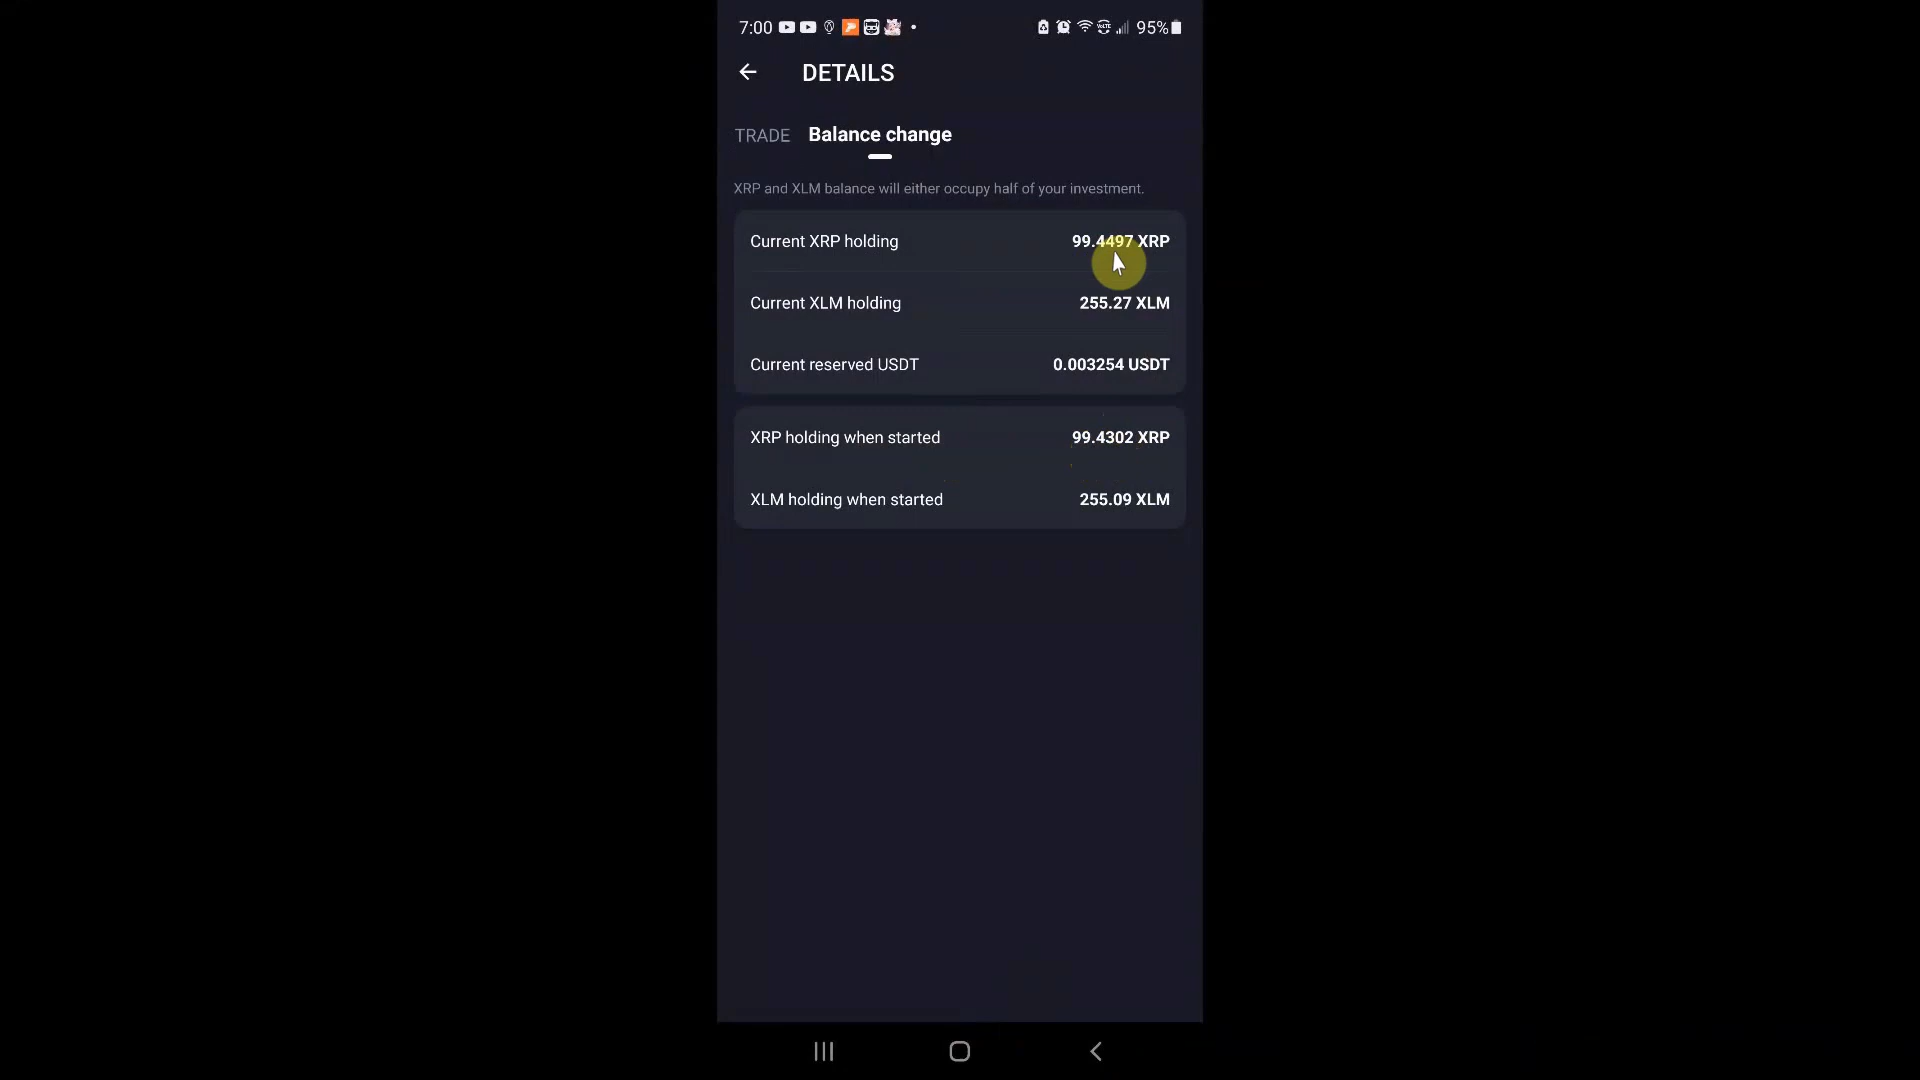 7:00 95%
DETAILS
TRADE Balance change
XRP and XLM balance will either occupy half of your investment.
Current XRP holding 99.4497 XRP
Current XLM holding 255.27 XLM
Current reserved USDT 0.003254 USDT
XRP holding when started 99.4302 XRP
XLM holding when started 255.09 XLM